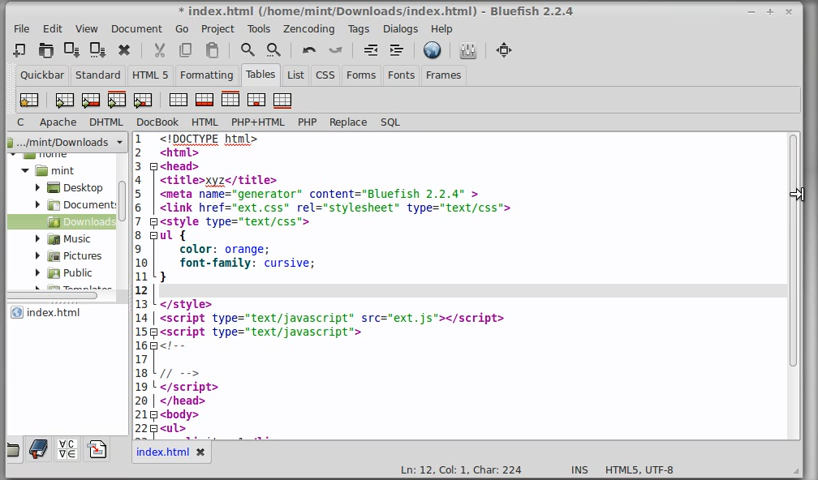 * index.html (/home/mint/Downloads/index.html) - Bluefish 2.2.4
File Edit View Document Go Project Tools Encoding Tags Dialogs Help
Quickbar Standard HTML 5 Formatting Tables List CSS Forms Fonts Frames
C Apache DHTML DocBook HTML PHP+HTML PHP Replace SQL
.../mint/Downloads
home
mint
Desktop
Documents
Downloads
Music
Pictures
Public
Templates
index.html
1 <!DOCTYPE html>
2 <html>
3 <head>
4 <title>xyz</title>
5 <meta name="generator" content="Bluefish 2.2.4" >
6 <link href="ext.css" rel="stylesheet" type="text/css">
7 <style type="text/css">
8 ul {
9 color: orange;
10 font-family: cursive;
11 }
12
13 </style>
14 <script type="text/javascript" src="ext.js"></script>
15 <script type="text/javascript">
16 <!--
17
18 // -->
19 </script>
20 </head>
21 <body>
22 <ul>
index.html
Ln: 12, Col: 1, Char: 224 INS HTML5, UTF-8